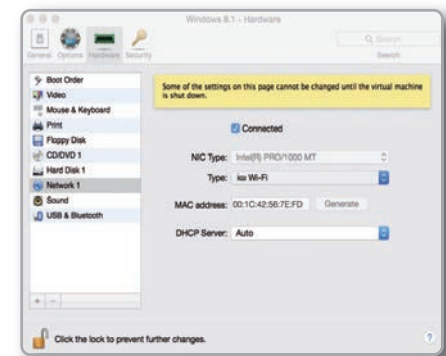 Windows 8.1 - Hardware
General Options Hardware Security
Search
Search
Boot Order
Video
Mouse & Keyboard
Print
Floppy Disk
CD/DVD 1
Hard Disk 1
Network 1
Sound
USB & Bluetooth
Some of the settings on this page cannot be changed until the virtual machine
is shut down.
Connected
NIC Type: Intel(R) PRO/1000 MT
Type: Wi-Fi
MAC address: 00:1C:42:56:7E:FD Generate
DHCP Server: Auto
+ -
Click the lock to prevent further changes.
?